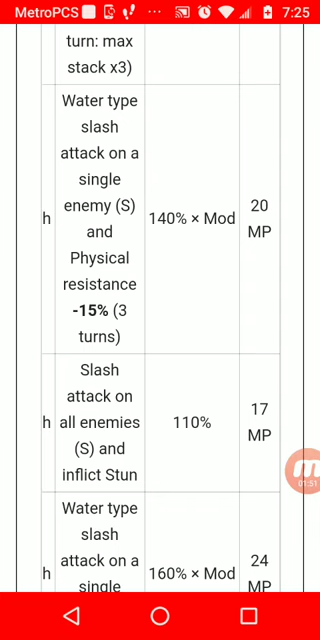 MetroPCS 7:25
turn: max
stack x3)
Water type
slash
attack on a
single
enemy (S)
and
Physical
resistance
-15% (3
turns)
h
140% × Mod
20
MP
Slash
attack on
all enemies
(S) and
inflict Stun
h
110%
17
MP
01:51
Water type
slash
attack on a
single
h
160% × Mod
24
MP